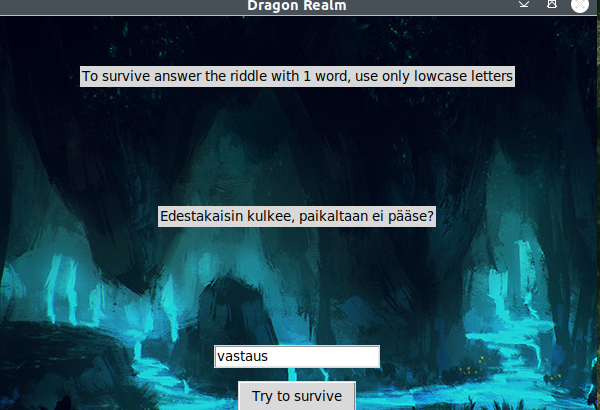 Dragon Realm
To survive answer the riddle with 1 word, use only lowcase letters
Edestakaisin kulkee, paikaltaan ei pääse?
vastaus
Try to survive